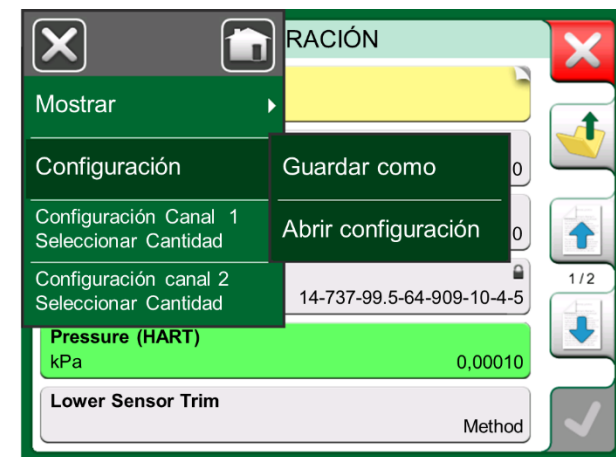 RACIÓN
Mostrar
Configuración
Guardar como
0
Configuración Canal 1
Seleccionar Cantidad
Abrir configuración
0
Configuración canal 2
Seleccionar Cantidad
14-737-99.5-64-909-10-4-5
1/2
Pressure (HART)
kPa 0,00010
Lower Sensor Trim
Method